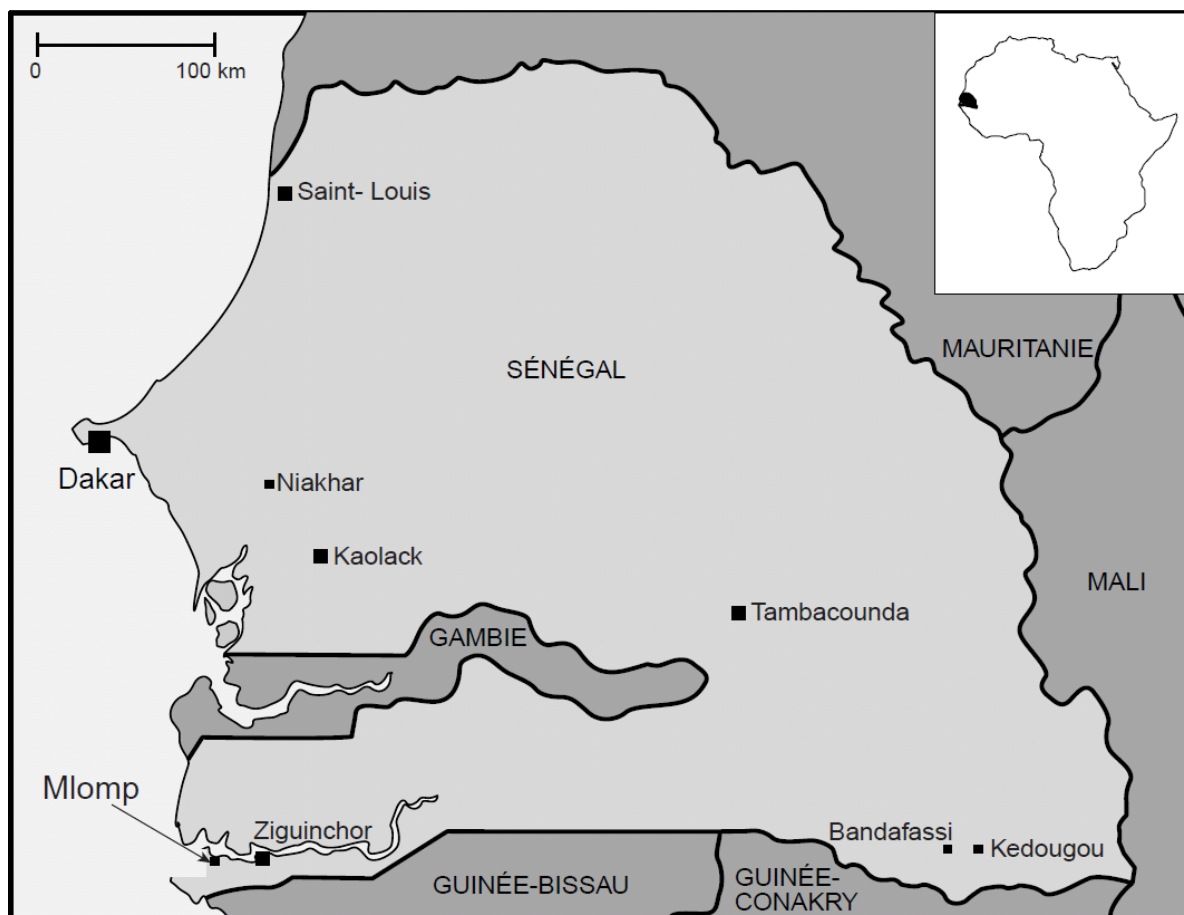 0
100 km
Saint- Louis
MAURITANIE
SÉNÉGAL
Dakar
Niakhar
Kaolack
MALI
Tambacounda
GAMBIE
Mlomp
Ziguinchor
Bandafassi
Kedougou
GUINÉE-BISSAU
GUINÉE-
CONAKRY